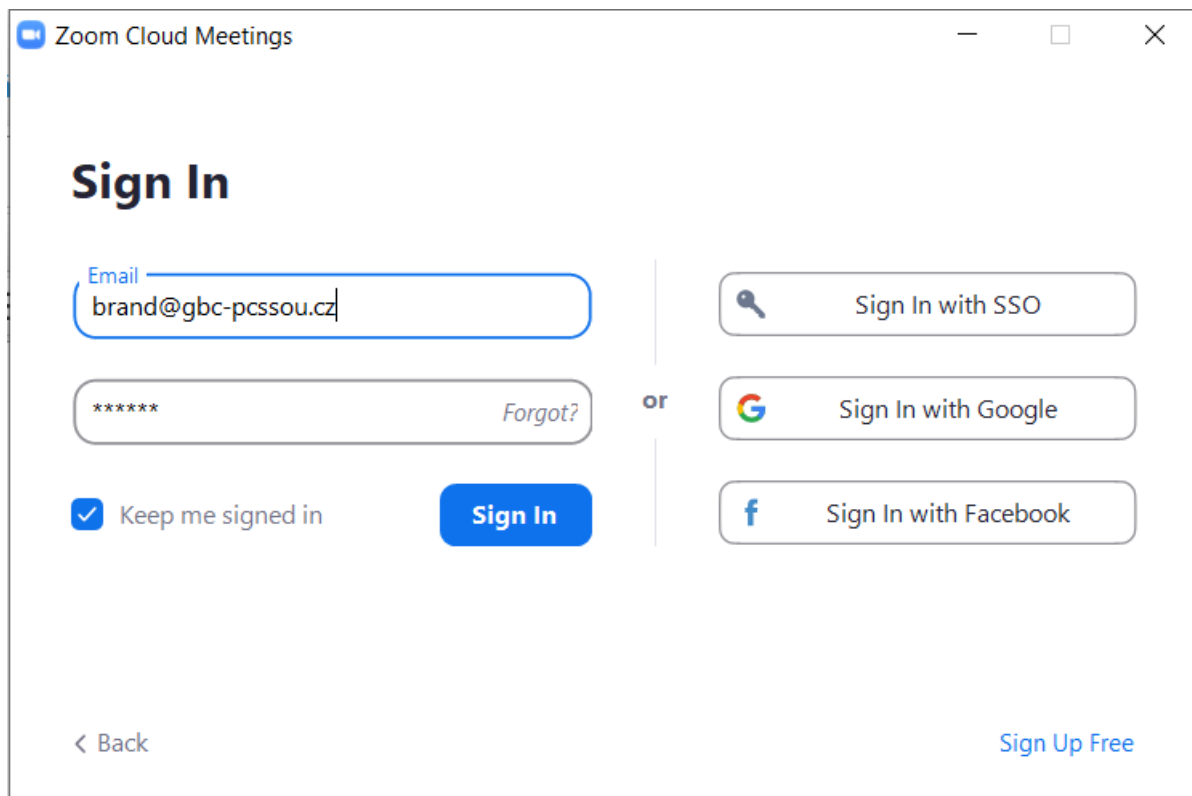 Zoom Cloud Meetings
Sign In
Email
brand@gbc-pcssou.cz
****** Forgot?
Keep me signed in
Sign In
or
Sign In with SSO
Sign In with Google
Sign In with Facebook
Back
Sign Up Free